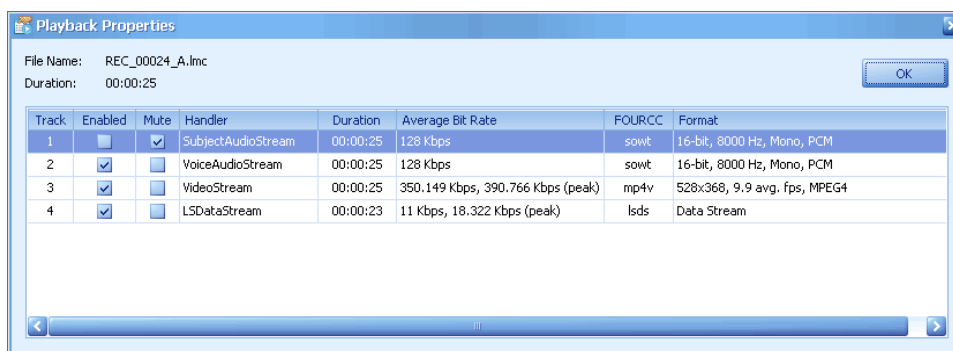 Playback Properties
File Name: REC_00024_A.lmc
OK
Duration: 00:00:25
Track Enabled Mute Handler Duration Average Bit Rate FOURCC Format
1 SubjectAudioStream 00:00:25 128 Kbps sowt 16-bit, 8000 Hz, Mono, PCM
2 VoiceAudioStream 00:00:25 128 Kbps sowt 16-bit, 8000 Hz, Mono, PCM
3 VideoStream 00:00:25 350.149 Kbps, 390.766 Kbps (peak) mp4v 528x368, 9.9 avg. fps, MPEG4
4 LSDataStream 00:00:23 11 Kbps, 18.322 Kbps (peak) lsds Data Stream